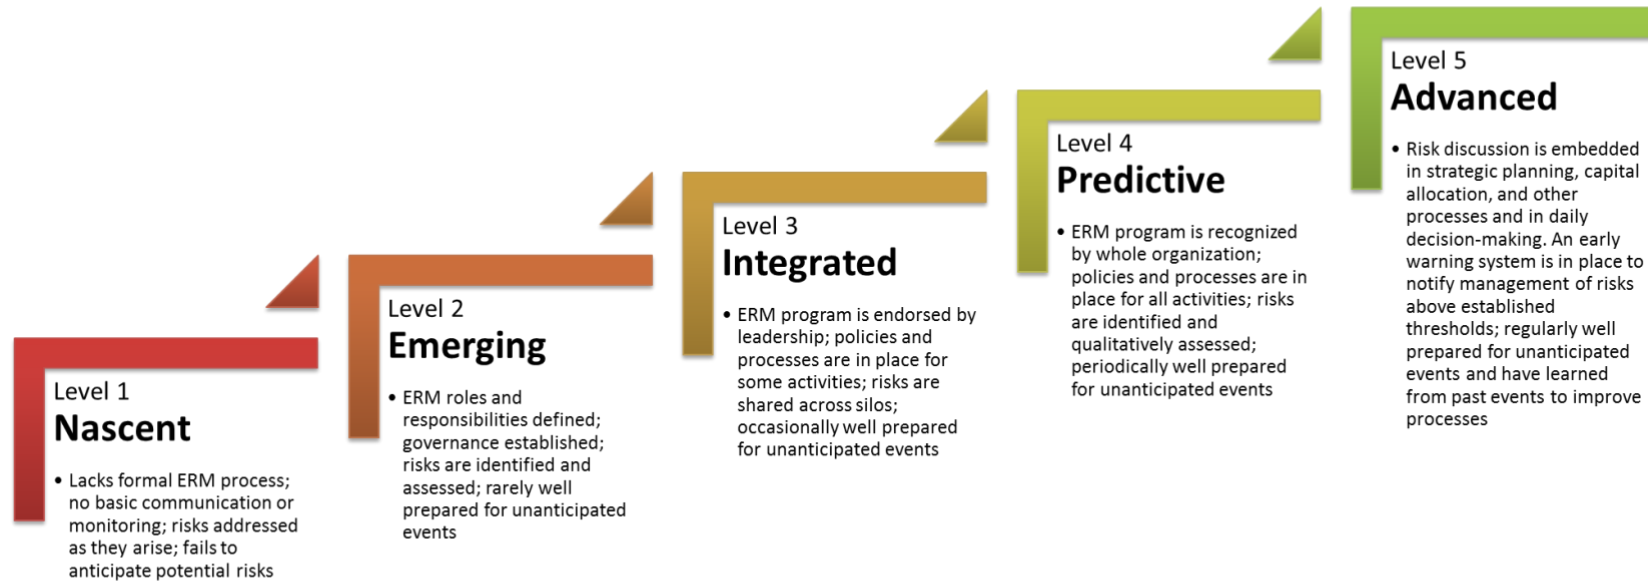 Level 1
Nascent
• Lacks formal ERM process;
no basic communication or
monitoring; risks addressed
as they arise; fails to
anticipate potential risks
Level 2
Emerging
• ERM roles and
responsibilities defined;
governance established;
risks are identified and
assessed; rarely well
prepared for unanticipated
events
Level 3
Integrated
• ERM program is endorsed by
leadership; policies and
processes are in place for
some activities; risks are
shared across silos;
occasionally well prepared
for unanticipated events
Level 4
Predictive
• ERM program is recognized
by whole organization;
policies and processes are in
place for all activities; risks
are identified and
qualitatively assessed;
periodically well prepared
for unanticipated events
Level 5
Advanced
• Risk discussion is embedded
in strategic planning, capital
allocation, and other
processes and in daily
decision-making. An early
warning system is in place to
notify management of risks
above established
thresholds; regularly well
prepared for unanticipated
events and have learned
from past events to improve
processes